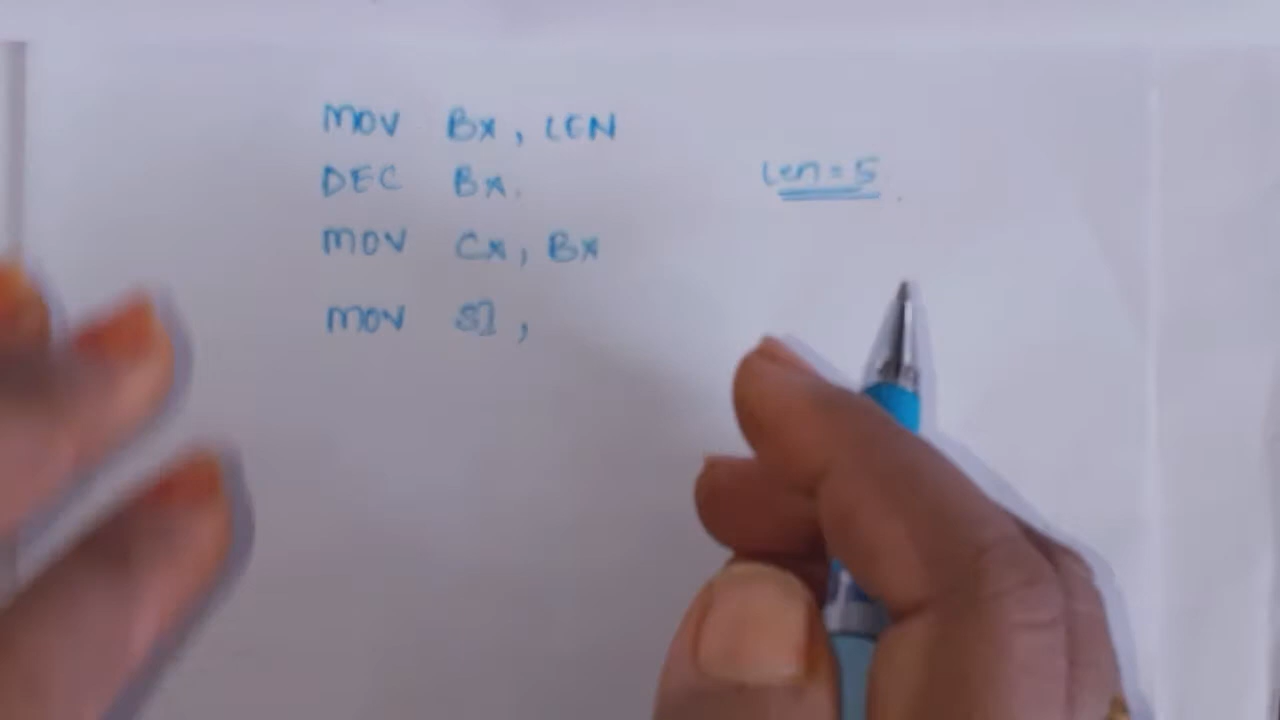 MOV BX, LEN
DEC BX.
Len = 5
MOV CX, BX
MOV SI,